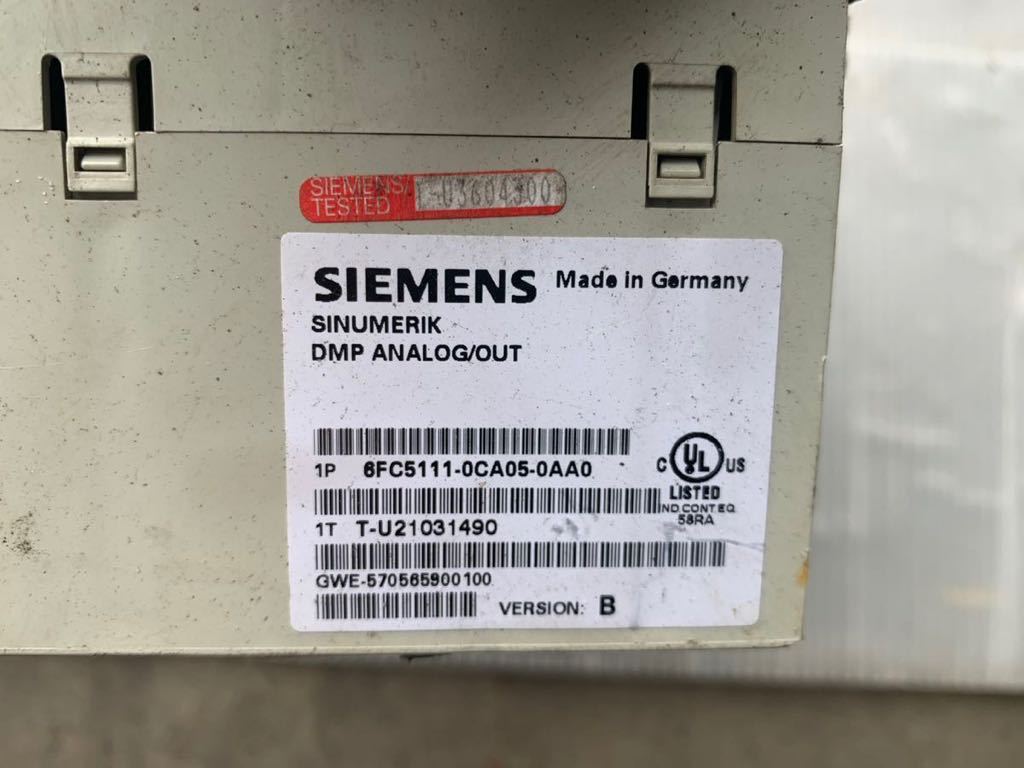 SIEMENS/
TESTED
SIEMENS Made in Germany
SINUMERIK
DMP ANALOG/OUT
1P 6FC5111-0CA05-0AA0
C UL US
LISTED
IND CONT EQ
58RA
1T T-U21031490
GWE-570565900100
VERSION: B